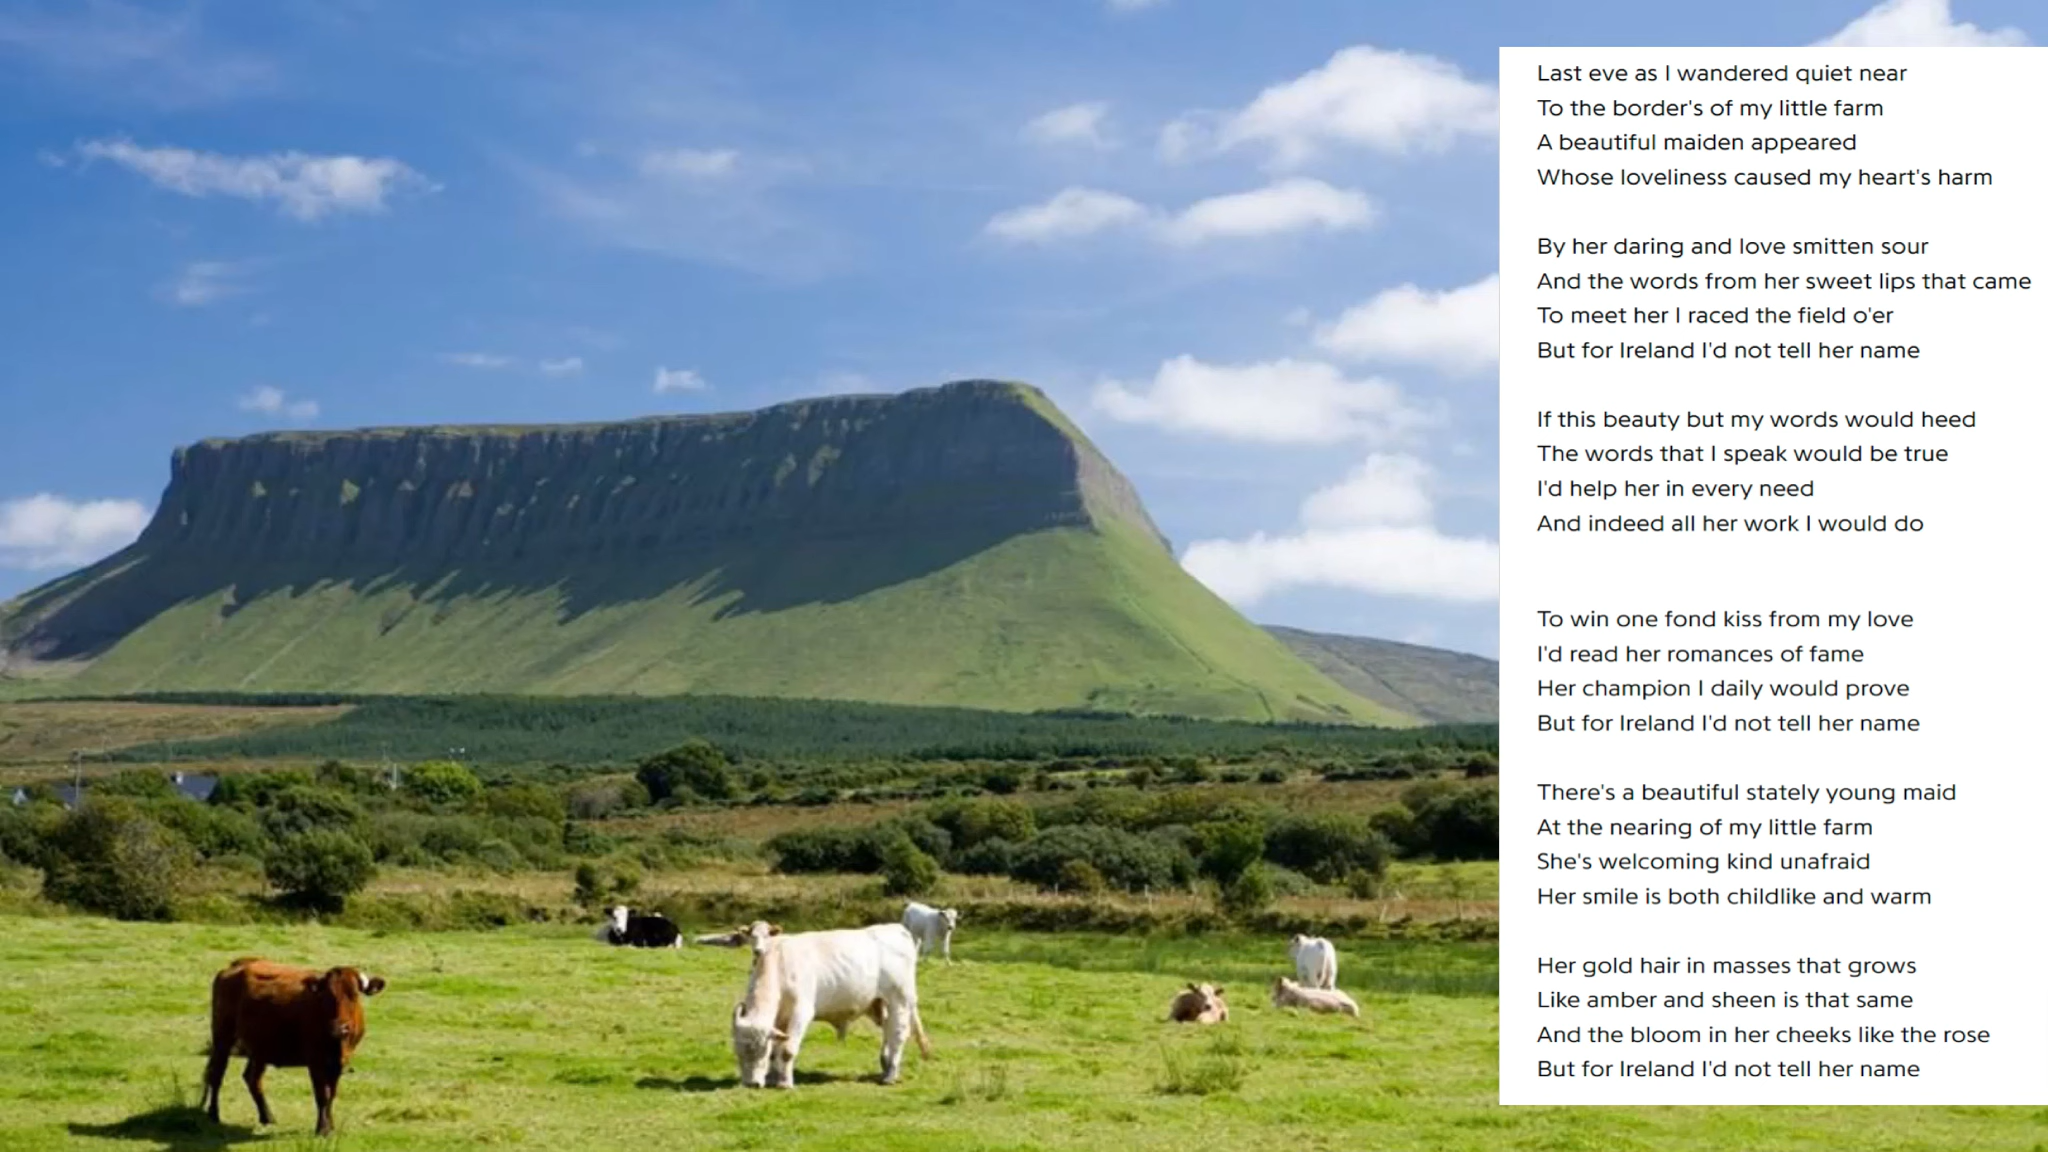 Last eve as I wandered quiet near
To the border's of my little farm
A beautiful maiden appeared
Whose loveliness caused my heart's harm
By her daring and love smitten sour
And the words from her sweet lips that came
To meet her I raced the field o'er
But for Ireland I'd not tell her name
If this beauty but my words would heed
The words that I speak would be true
I'd help her in every need
And indeed all her work I would do
To win one fond kiss from my love
I'd read her romances of fame
Her champion I daily would prove
But for Ireland I'd not tell her name
There's a beautiful stately young maid
At the nearing of my little farm
She's welcoming kind unafraid
Her smile is both childlike and warm
Her gold hair in masses that grows
Like amber and sheen is that same
And the bloom in her cheeks like the rose
But for Ireland I'd not tell her name